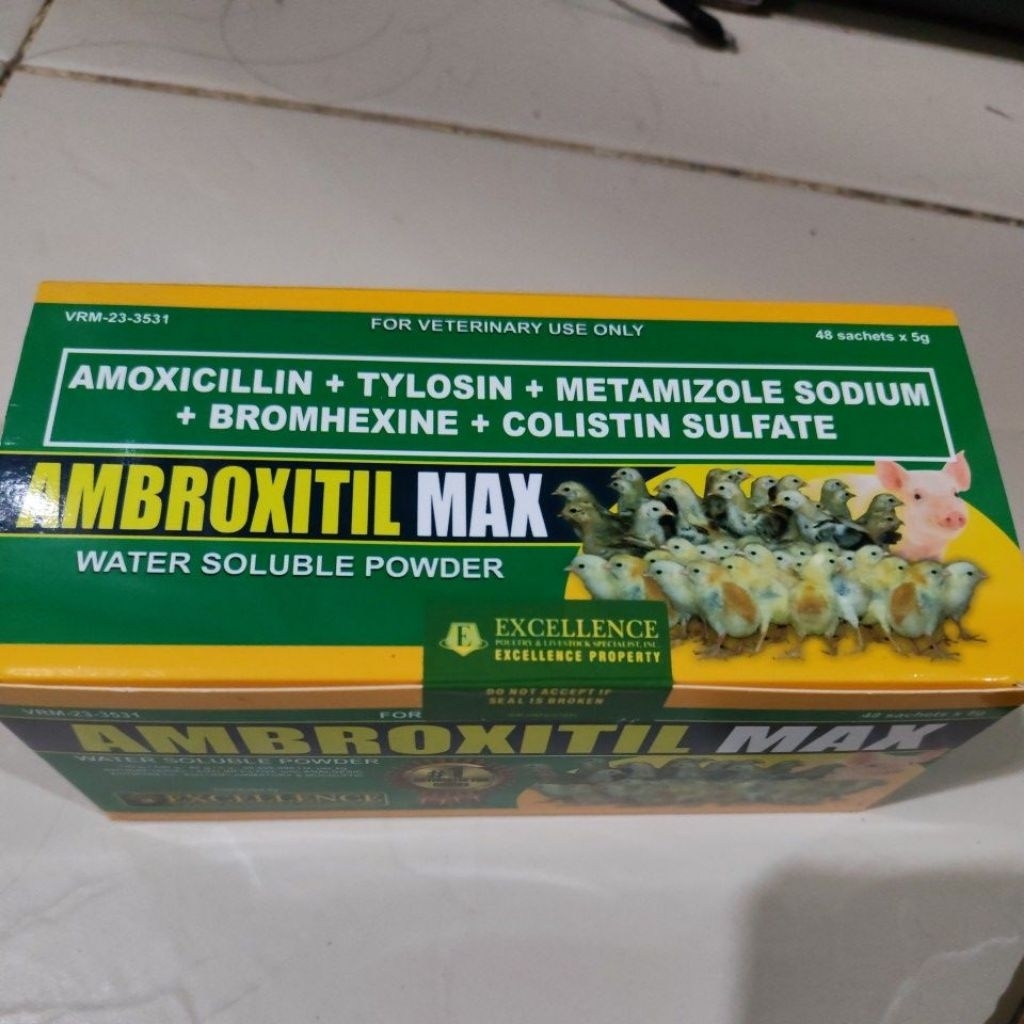 VRM-23-3531
FOR VETERINARY USE ONLY
48 sachets x 5g
AMOXICILLIN + TYLOSIN + METAMIZOLE SODIUM
+ BROMHEXINE + COLISTIN SULFATE
AMBROXITIL MAX
WATER SOLUBLE POWDER
E
EXCELLENCE
POULTRY & LIVESTOCK SPECIALIST, INC.
EXCELLENCE PROPERTY
DO NOT ACCEPT IF
SEAL IS BROKEN
VRM-23-3531
FOR
48 sachets x 5g
AMBROXITIL MAX
WATER SOLUBLE POWDER
#1
EXCELLENCE